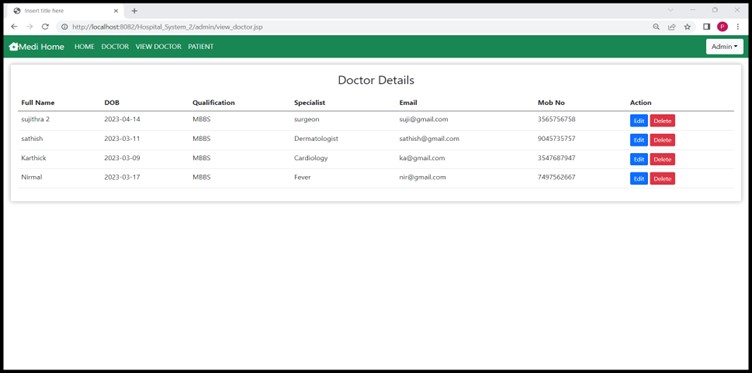 Insert title here
http://localhost:8082/Hospital_System_2/admin/view_doctor.jsp
P
Medi Home HOME DOCTOR VIEW DOCTOR PATIENT Admin
Doctor Details
Full Name DOB Qualification Specialist Email Mob No Action
sujithra 2 2023-04-14 MBBS surgeon suji@gmail.com 3565756758 Edit Delete
sathish 2023-03-11 MBBS Dermatologist sathish@gmail.com 9045735757 Edit Delete
Karthick 2023-03-09 MBBS Cardiology ka@gmail.com 3547687947 Edit Delete
Nirmal 2023-03-17 MBBS Fever nir@gmail.com 7497562667 Edit Delete